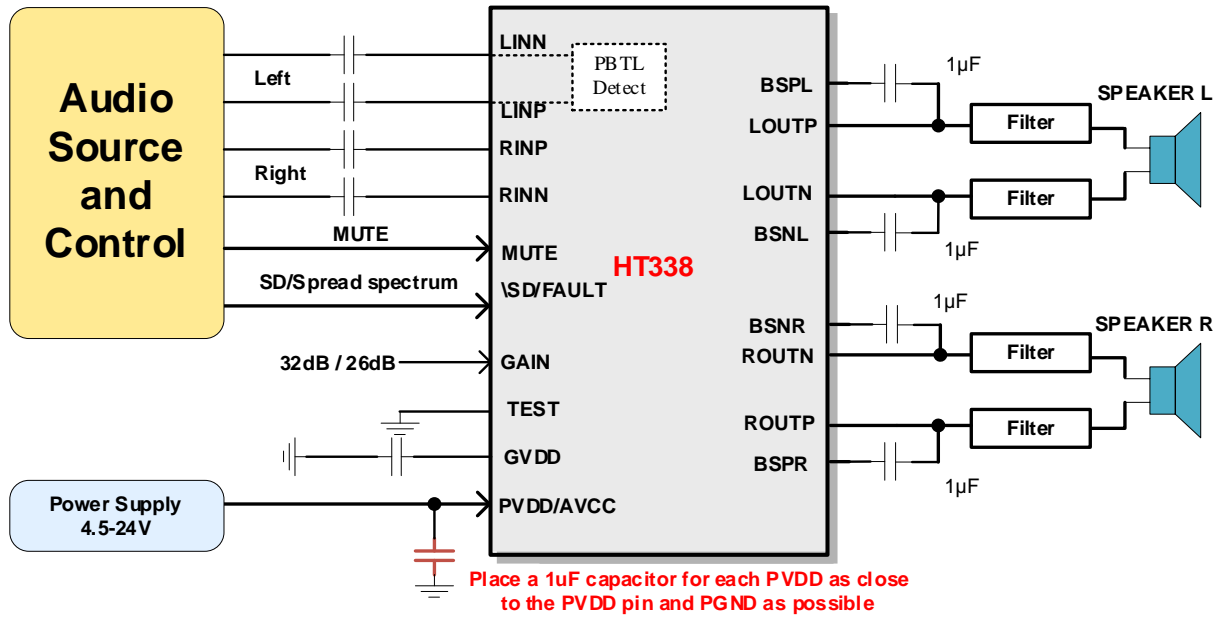 Audio
Source
and
Control
Left
Right
MUTE
SD/Spread spectrum
32dB / 26dB
Power Supply
4.5-24V
LINN
PBTL
Detect
LINP
RINP
RINN
MUTE
\SD/FAULT
GAIN
TEST
GVDD
PVDD/AVCC
HT338
BSPL
LOUTP
LOUTN
BSNL
BSNR
ROUTN
ROUTP
BSPR
1µF
Filter
Filter
1µF
SPEAKER L
1µF
Filter
Filter
1µF
SPEAKER R
Place a 1uF capacitor for each PVDD as close
to the PVDD pin and PGND as possible